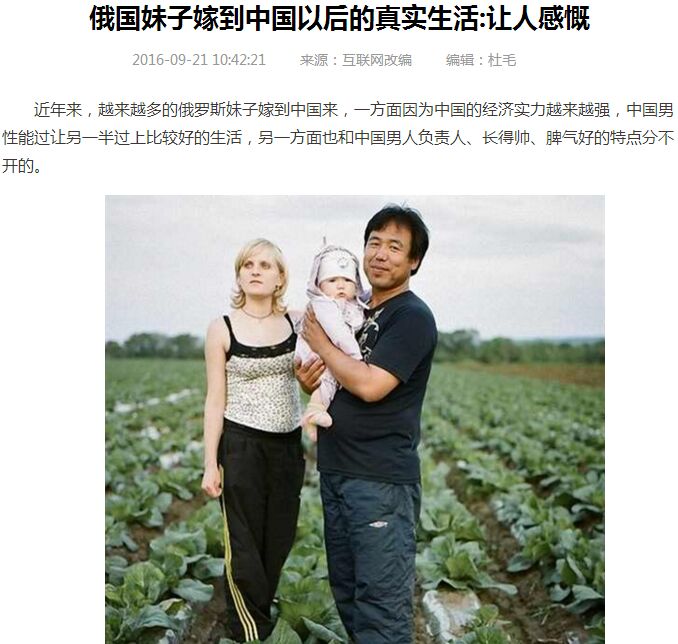 俄国妹子嫁到中国以后的真实生活:让人感慨
2016-09-21 10:42:21 来源：互联网改编 编辑：杜毛
近年来，越来越多的俄罗斯妹子嫁到中国来，一方面因为中国的经济实力越来越强，中国男
性能过让另一半过上比较好的生活，另一方面也和中国男人负责人、长得帅、脾气好的特点分不
开的。